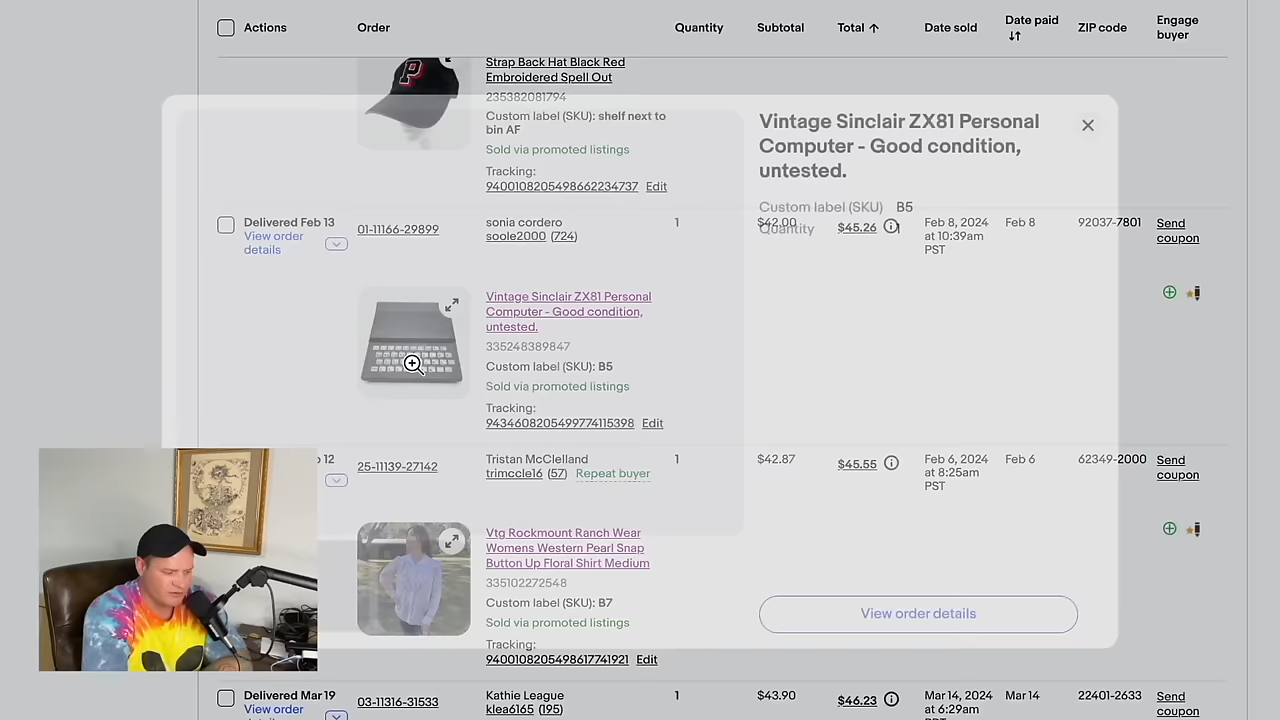 Actions
Order
Quantity
Subtotal
Total
Date sold
Date paid
ZIP code
Engage
buyer
P
Strap Back Hat Black Red
Embroidered Spell Out
235382081794
Custom label (SKU): shelf next to
bin AF
Sold via promoted listings
Tracking:
9400108205498662234737 Edit
Vintage Sinclair ZX81 Personal
Computer - Good condition,
untested.
Custom label (SKU) B5
Quantity 1
Delivered Feb 13
View order
details
01-11166-29899
sonia cordero
soole2000 (724)
1
$42.00
$45.26
Feb 8, 2024
at 10:39am
PST
Feb 8
92037-7801
Send
coupon
Vintage Sinclair ZX81 Personal
Computer - Good condition,
untested.
335248389847
Custom label (SKU): B5
Sold via promoted listings
Tracking:
9434608205499774115398 Edit
12
25-11139-27142
Tristan McClelland
trimccle16 (57) Repeat buyer
1
$42.87
$45.55
Feb 6, 2024
at 8:25am
PST
Feb 6
62349-2000
Send
coupon
Vtg Rockmount Ranch Wear
Womens Western Pearl Snap
Button Up Floral Shirt Medium
335102272548
Custom label (SKU): B7
Sold via promoted listings
Tracking:
9400108205498617741921 Edit
View order details
Delivered Mar 19
View order
03-11316-31533
Kathie League
klea6165 (195)
1
$43.90
$46.23
Mar 14, 2024
at 6:29am
Mar 14
22401-2633
Send
coupon